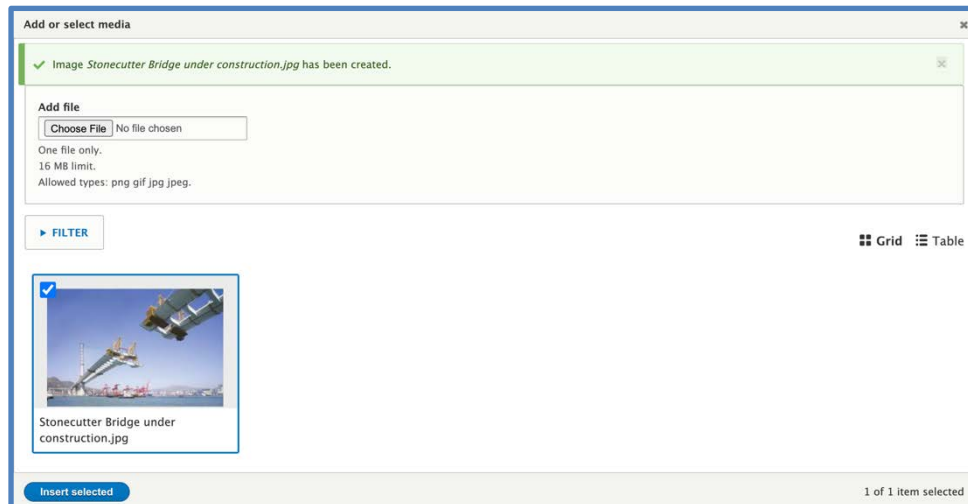 Add or select media
Image Stonecutter Bridge under construction.jpg has been created.
Add file
Choose File No file chosen
One file only.
16 MB limit.
Allowed types: png gif jpg jpeg.
FILTER
Grid Table
Stonecutter Bridge under
construction.jpg
Insert selected
1 of 1 item selected